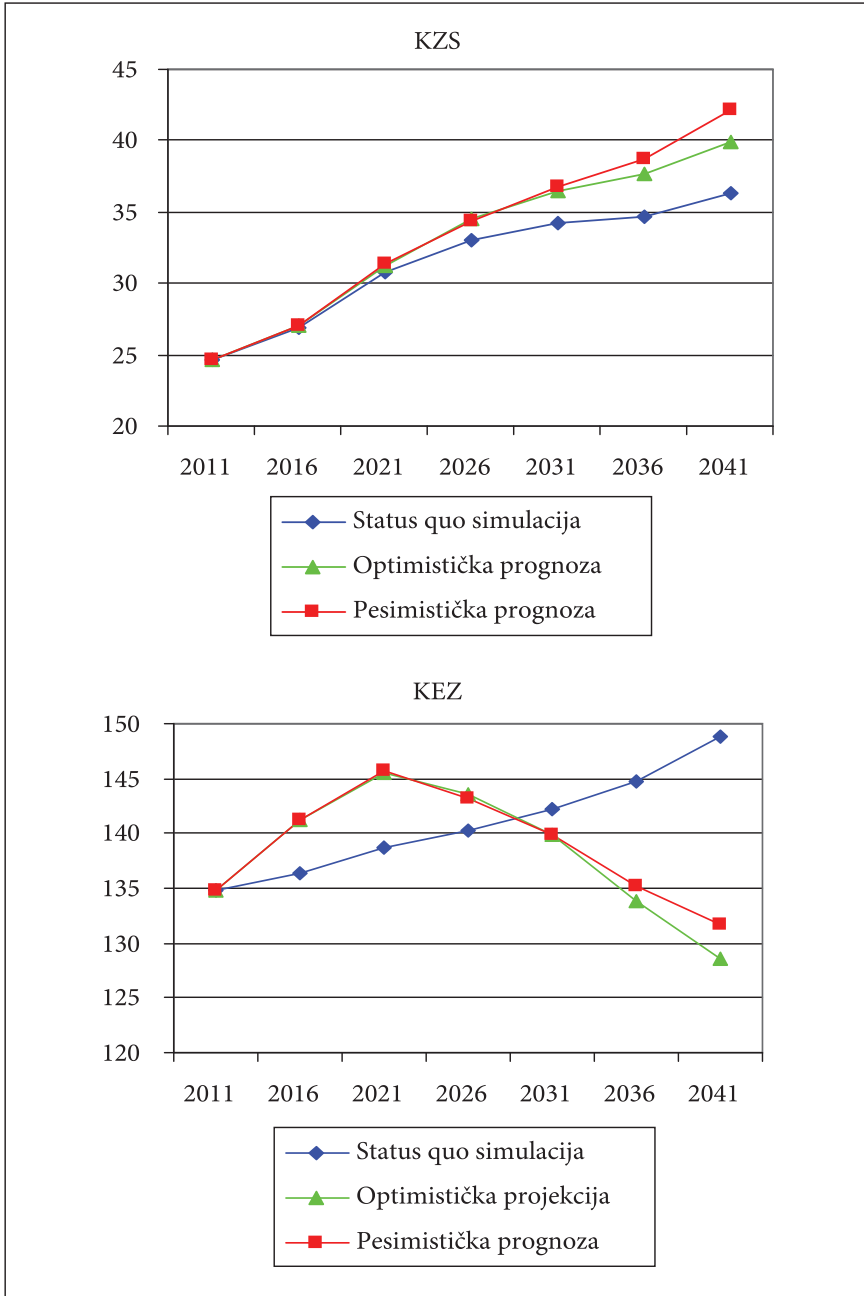 KZS
45
40
35
30
25
20
2011 2016 2021 2026 2031 2036 2041
Status quo simulacija
Optimistička prognoza
Pesimistička prognoza
KEZ
150
145
140
135
130
125
120
2011 2016 2021 2026 2031 2036 2041
Status quo simulacija
Optimistička projekcija
Pesimistička prognoza